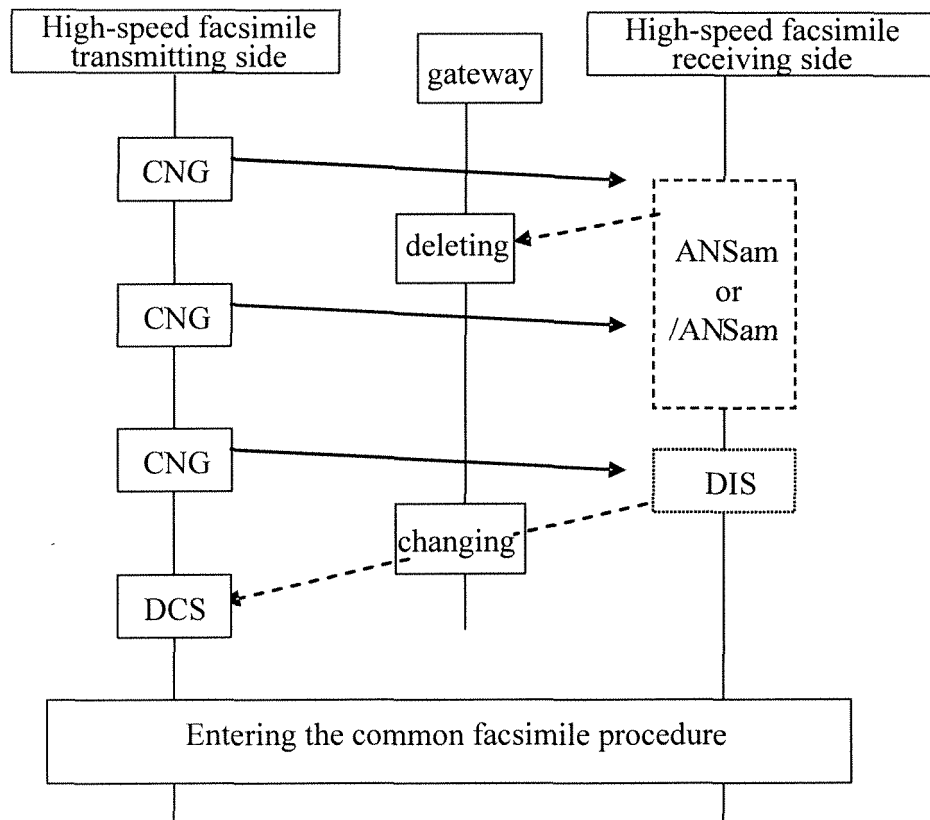 High-speed facsimile
transmitting side
gateway
High-speed facsimile
receiving side
CNG
deleting
ANSam
or
/ANSam
CNG
CNG
DIS
changing
DCS
Entering the common facsimile procedure